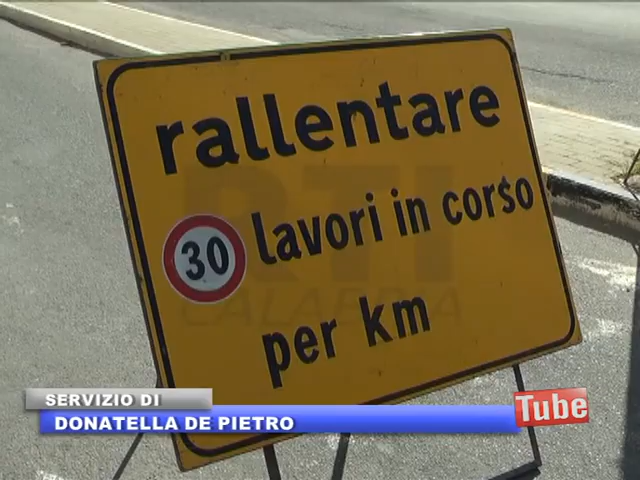 rallentare
30 lavori in corso
per km
RTI
CALABRIA
SERVIZIO DI
DONATELLA DE PIETRO
Tube